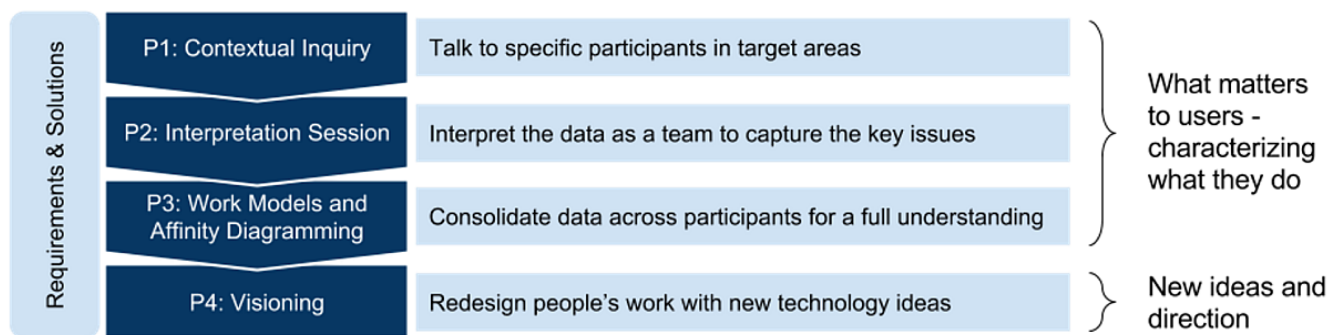 Requirements & Solutions
P1: Contextual Inquiry
Talk to specific participants in target areas
P2: Interpretation Session
Interpret the data as a team to capture the key issues
P3: Work Models and
Affinity Diagramming
Consolidate data across participants for a full understanding
What matters
to users -
characterizing
what they do
P4: Visioning
Redesign people’s work with new technology ideas
New ideas and
direction